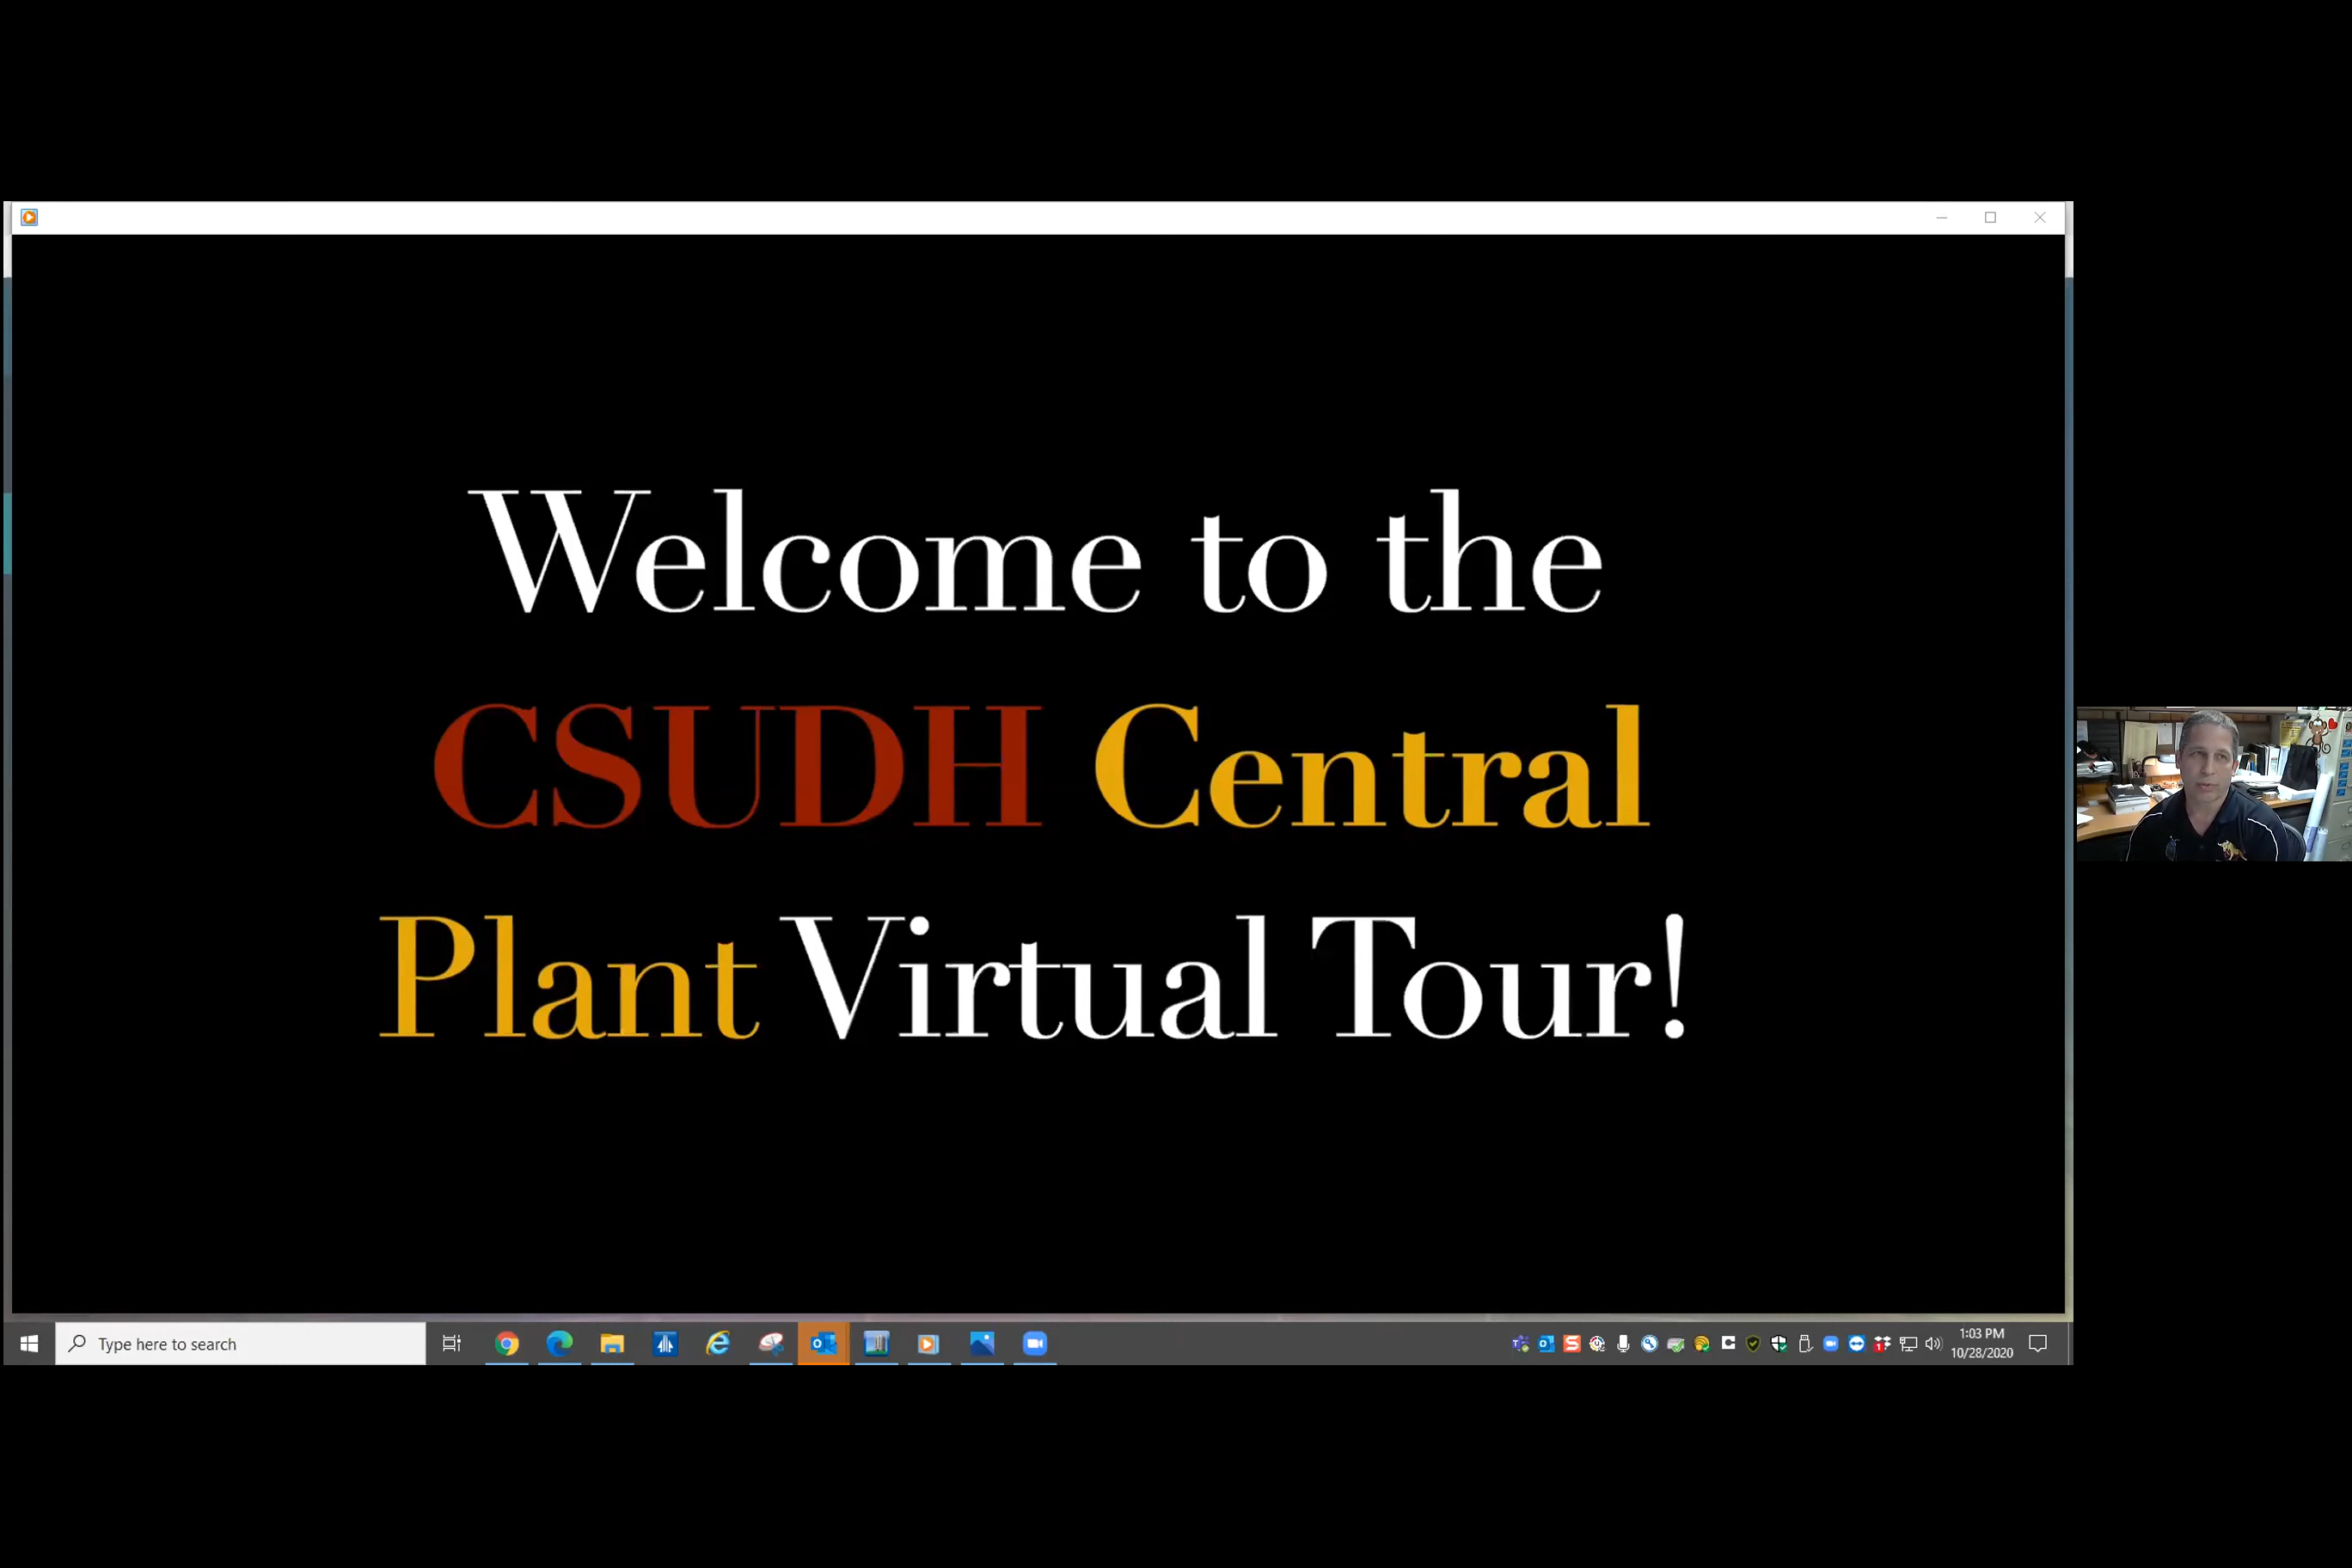 Welcome to the
CSUDH Central
Plant Virtual Tour!
Type here to search
1:03 PM
10/28/2020